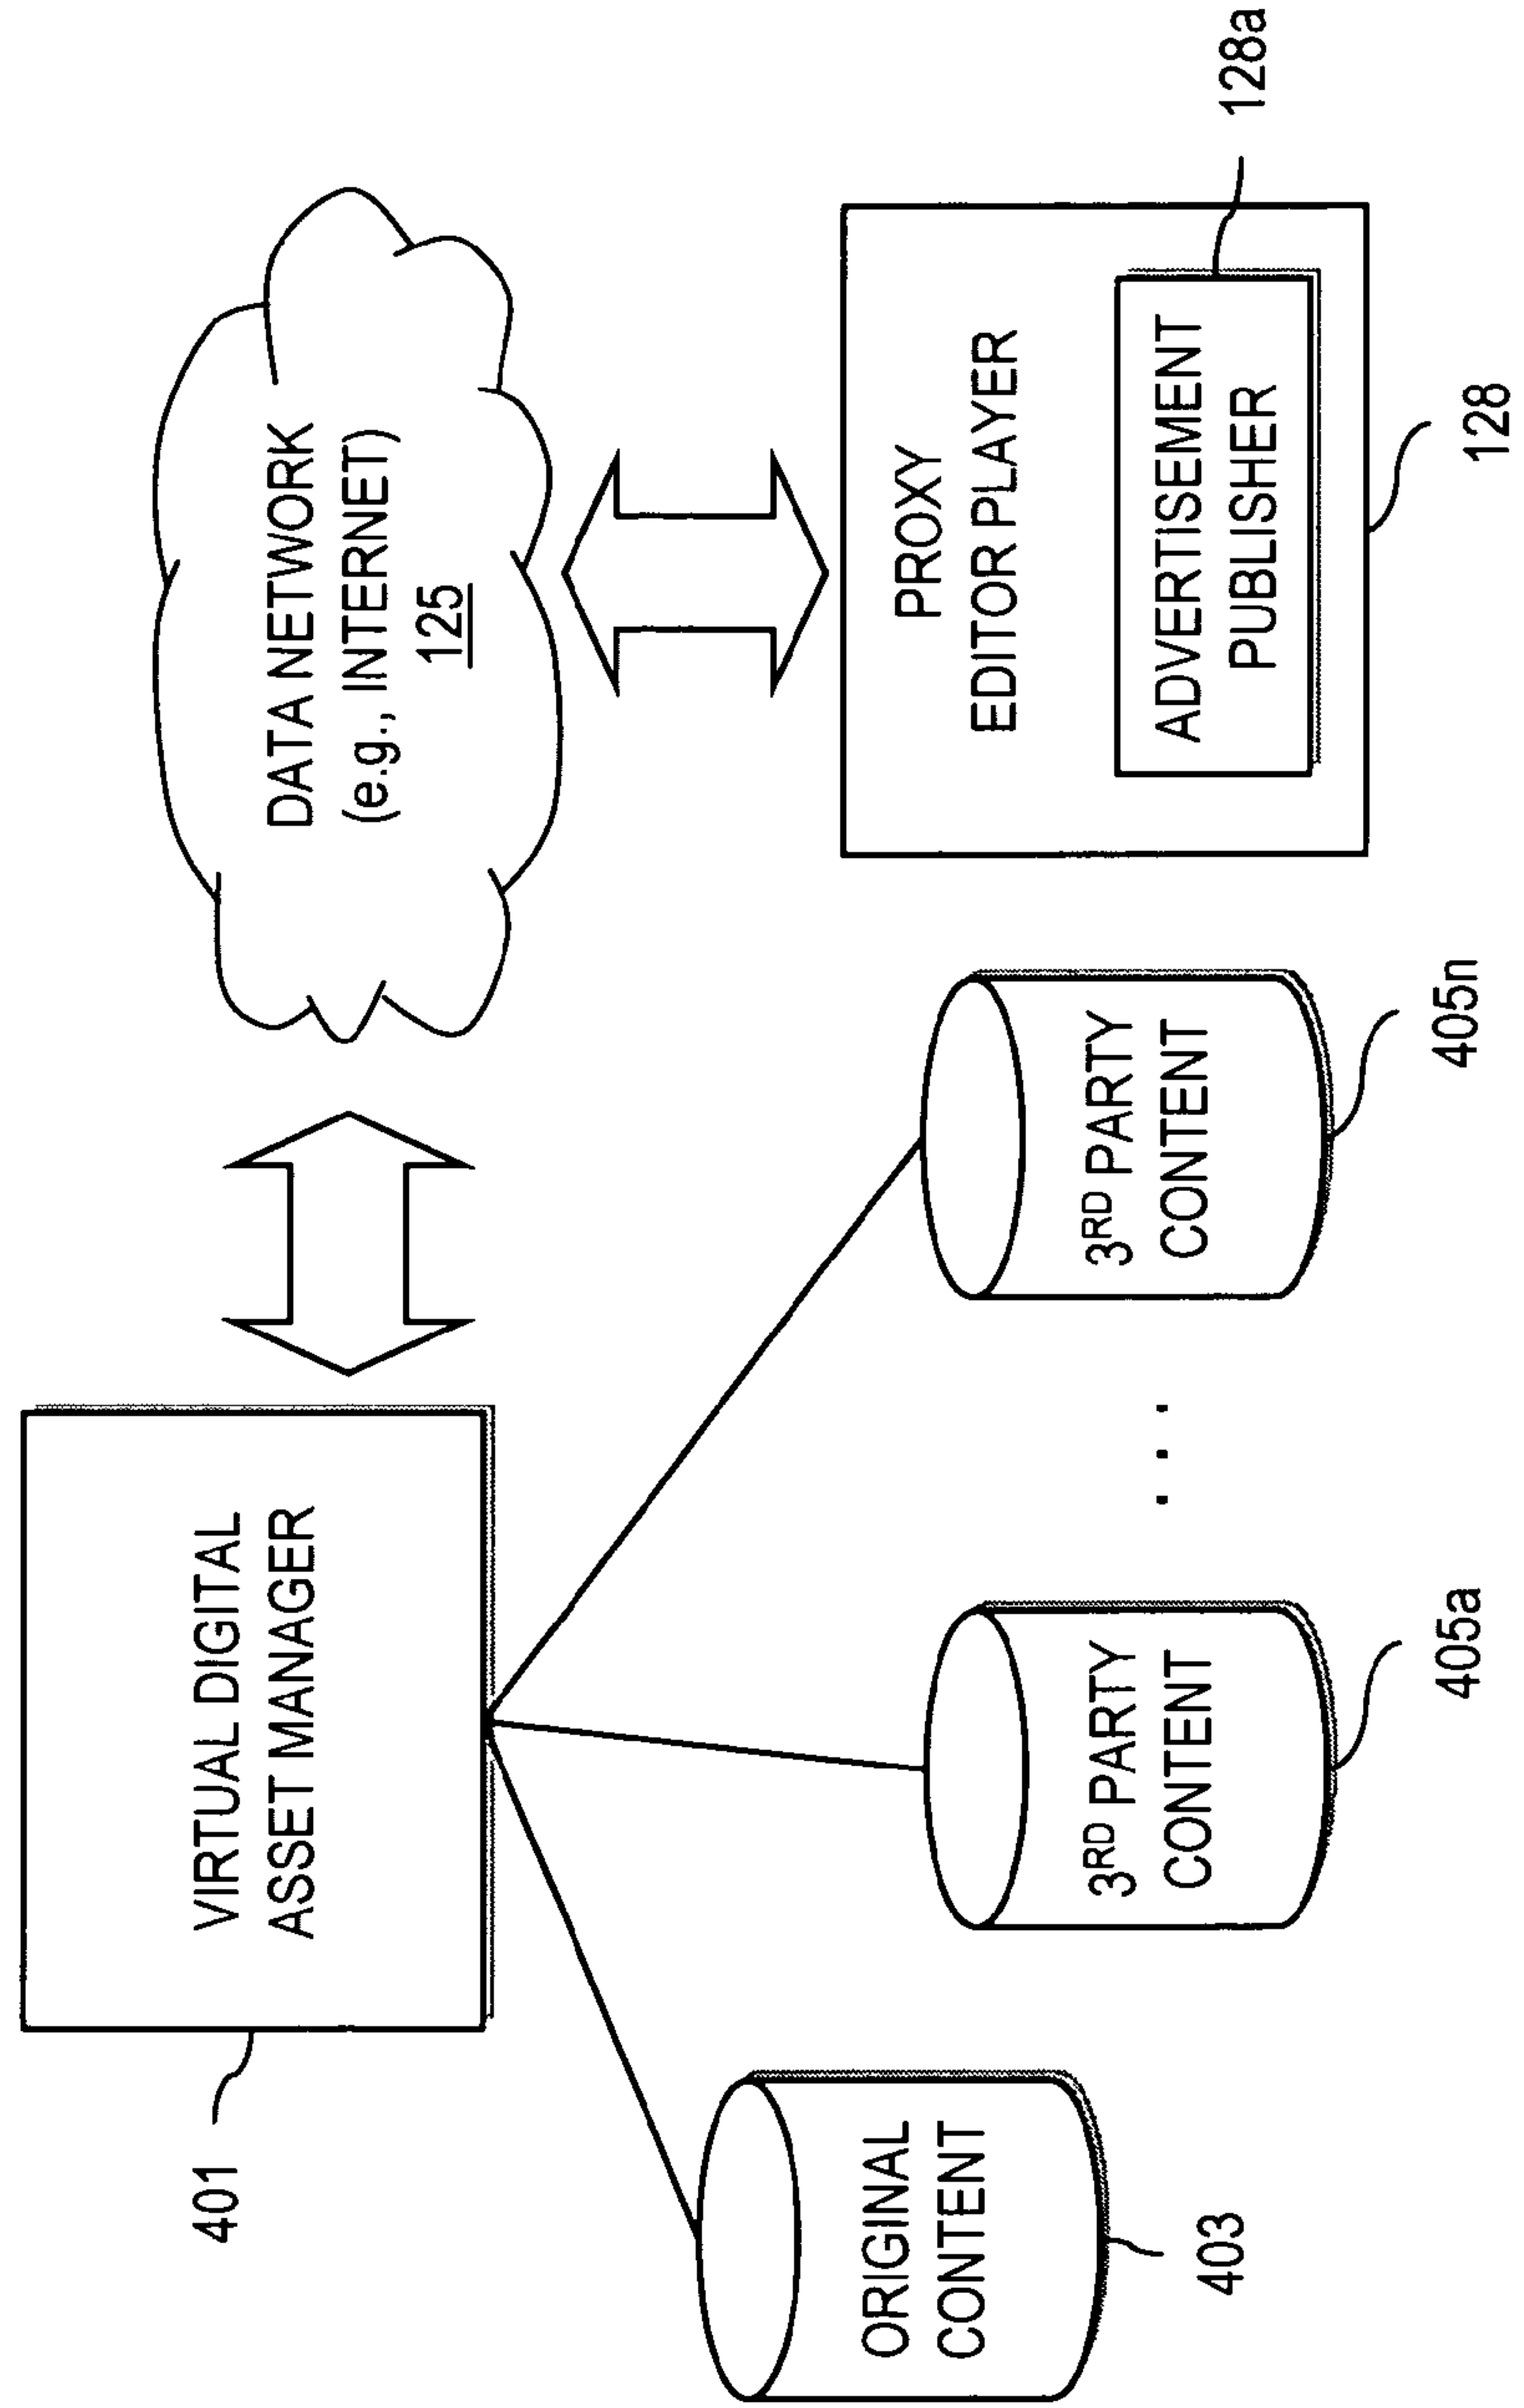 401
VIRTUAL DIGITAL
ASSET MANAGER
DATA NETWORK
(e.g., INTERNET)
125
ORIGINAL
CONTENT
403
3RD PARTY
CONTENT
405a
. . .
3RD PARTY
CONTENT
405n
PROXY
EDITOR PLAYER
ADVERTISEMENT
PUBLISHER
128a
128